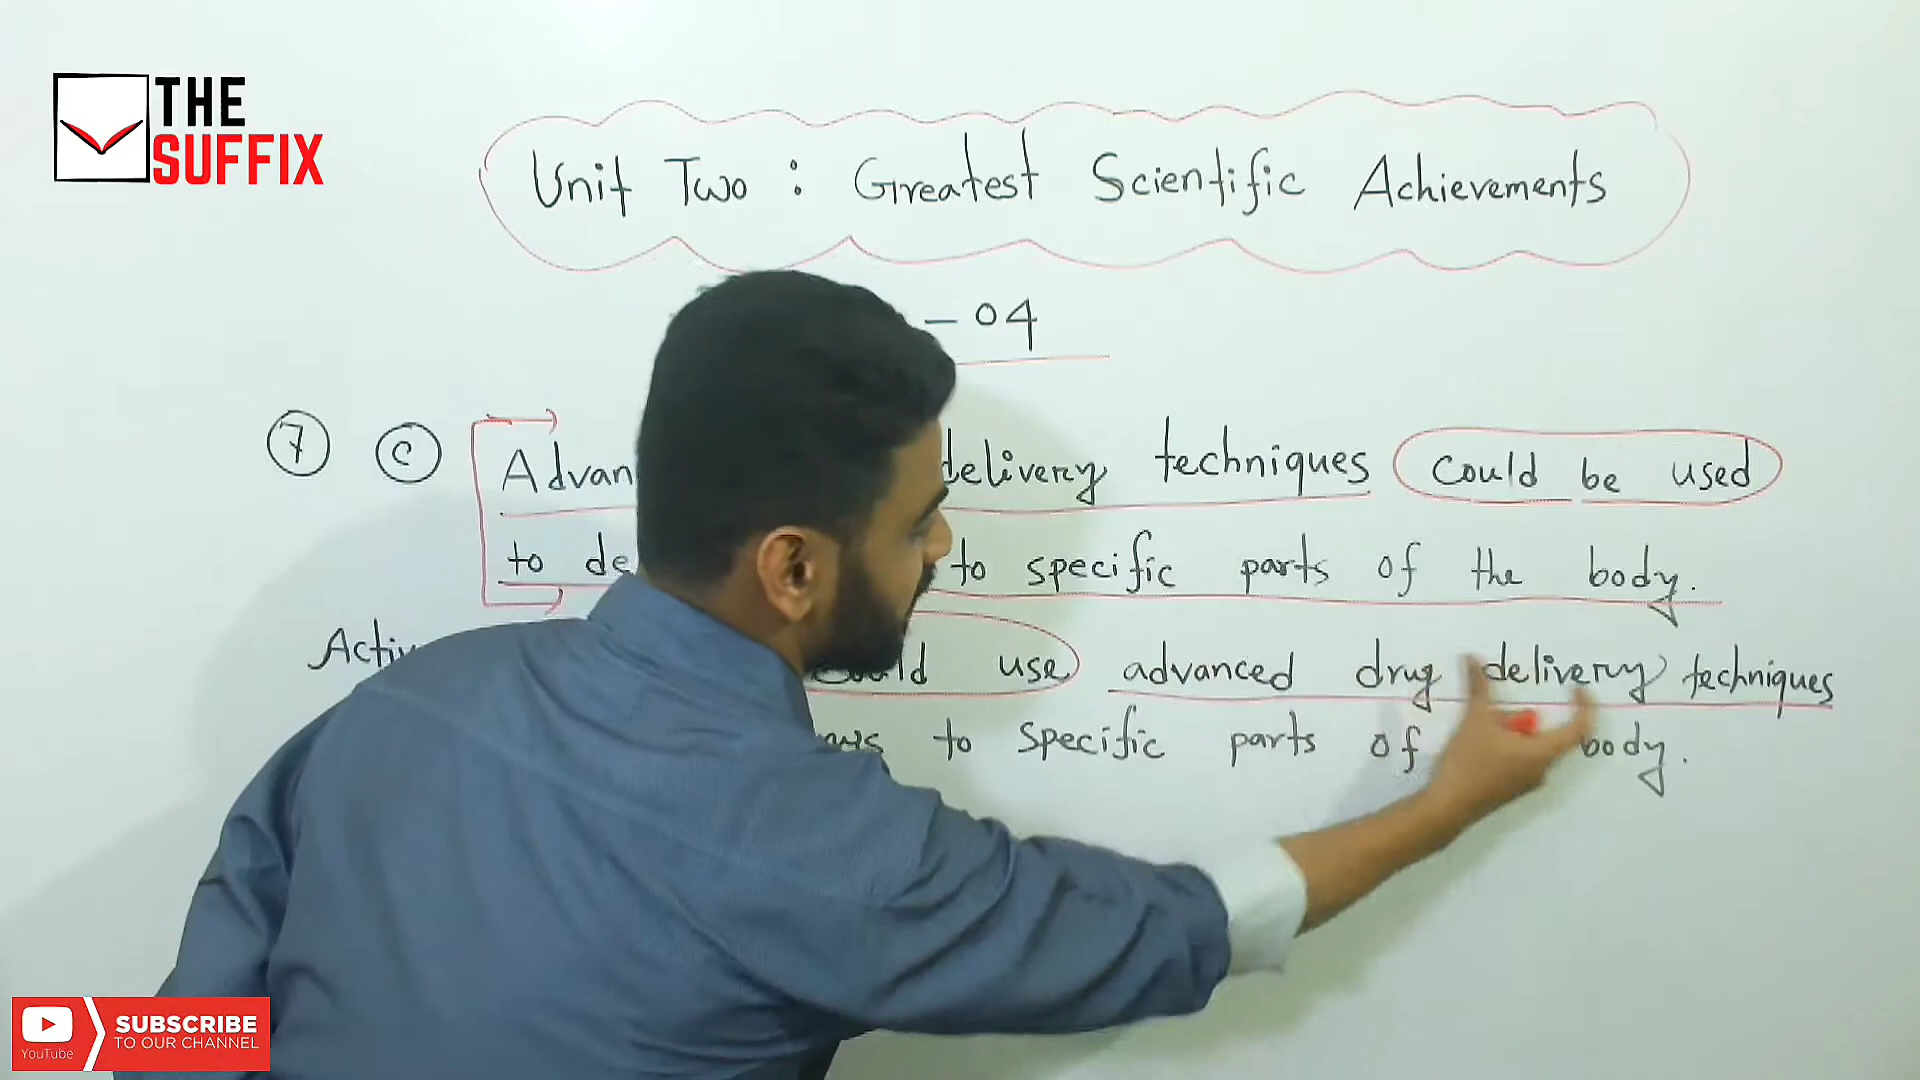 THE
SUFFIX
Unit Two : Greatest Scientific Achievements
- 04
7 C Advan delivery techniques could be used
to de to specific parts of the body.
Activ could use advanced drug delivery techniques
to specific parts of body.
YouTube
SUBSCRIBE
TO OUR CHANNEL